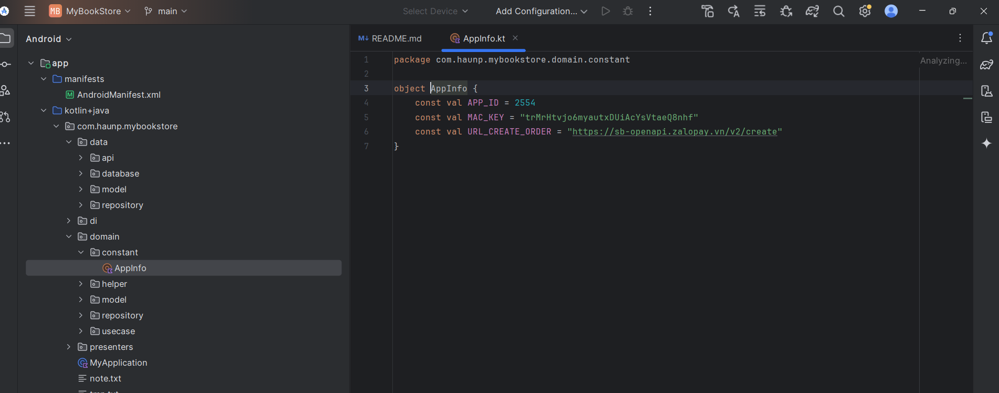 MB MyBookStore main Select Device Add Configuration...
Android
app
manifests
AndroidManifest.xml
kotlin+java
com.haunp.mybookstore
data
api
database
model
repository
di
domain
constant
AppInfo
helper
model
repository
usecase
presenters
MyApplication
note.txt
README.md AppInfo.kt
Analyzing...
1 package com.haunp.mybookstore.domain.constant
2
3 object AppInfo {
4 const val APP_ID = 2554
5 const val MAC_KEY = "trMrHtvjo6myautxDUiAcYsVtaeQ8nhf"
6 const val URL_CREATE_ORDER = "https://sb-openapi.zalopay.vn/v2/create"
7 }